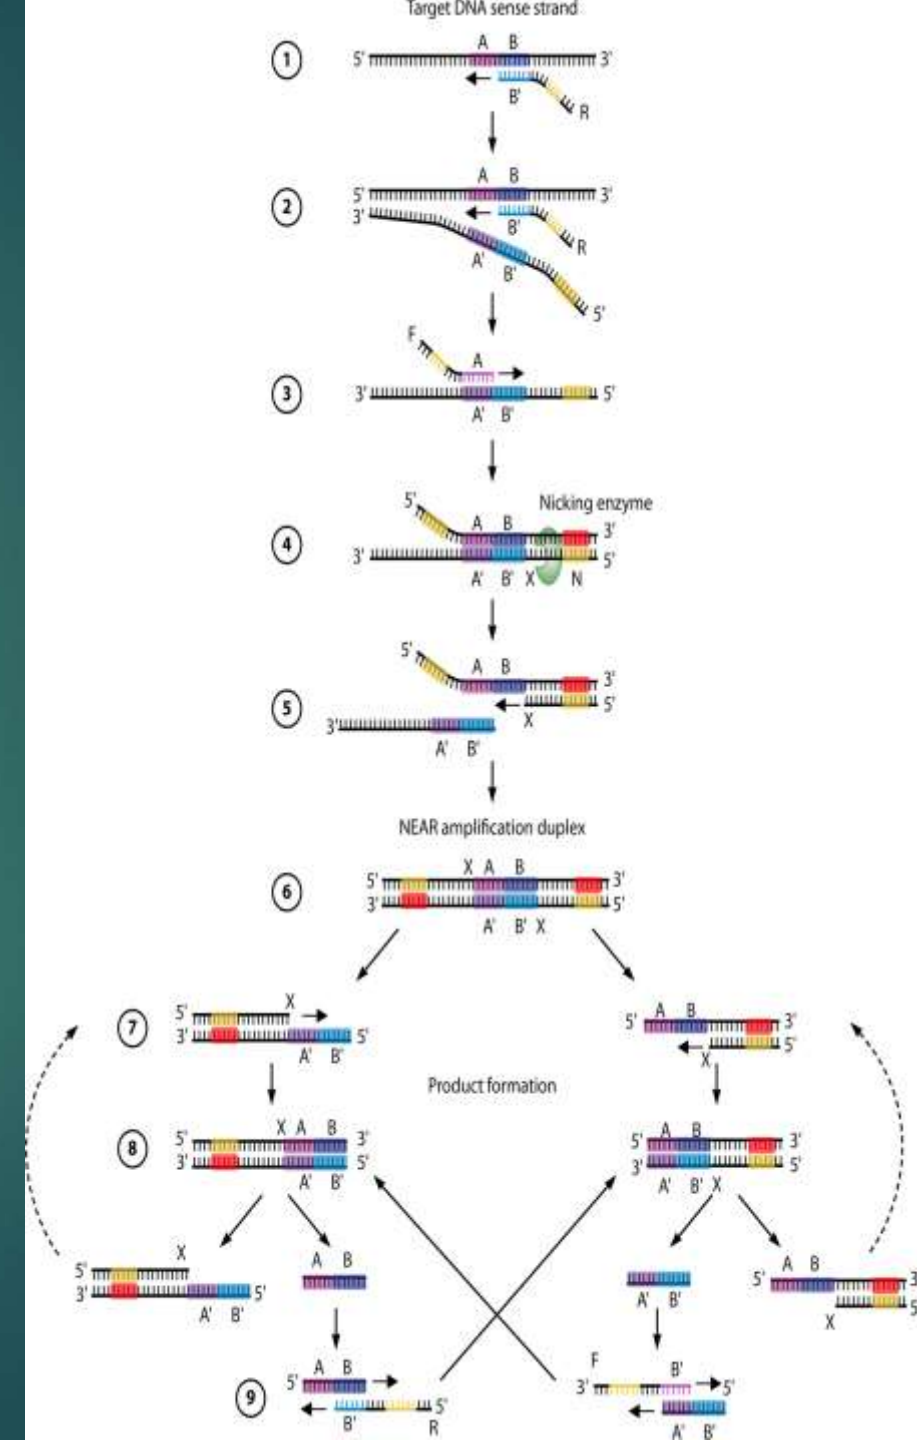 Target DNA sense strand
A B
1 5' 3'
B'
R
A B
2 5' 3'
3' B' R
A' B' 5'
F
A
3 3' 5'
A' B'
5' Nicking enzyme
A B 3'
4 3' 5'
A' B' X N
5' A B 3'
5 5'
X
3'
A' B'
NEAR amplification duplex
X A B
6 5' 3'
3' 5'
A' B' X
X A B
7 5' 5' 3'
3' 5' 5'
A' B' X
Product formation
X A B A B
8 5' 3' 5' 3'
3' 5' 3' 5'
A' B' A' B' X
X A B A B
5' 5' 3
3' 5' A' B' 5
A' B' X
A B F B'
9 5' 3' 5'
5'
B' R A' B'